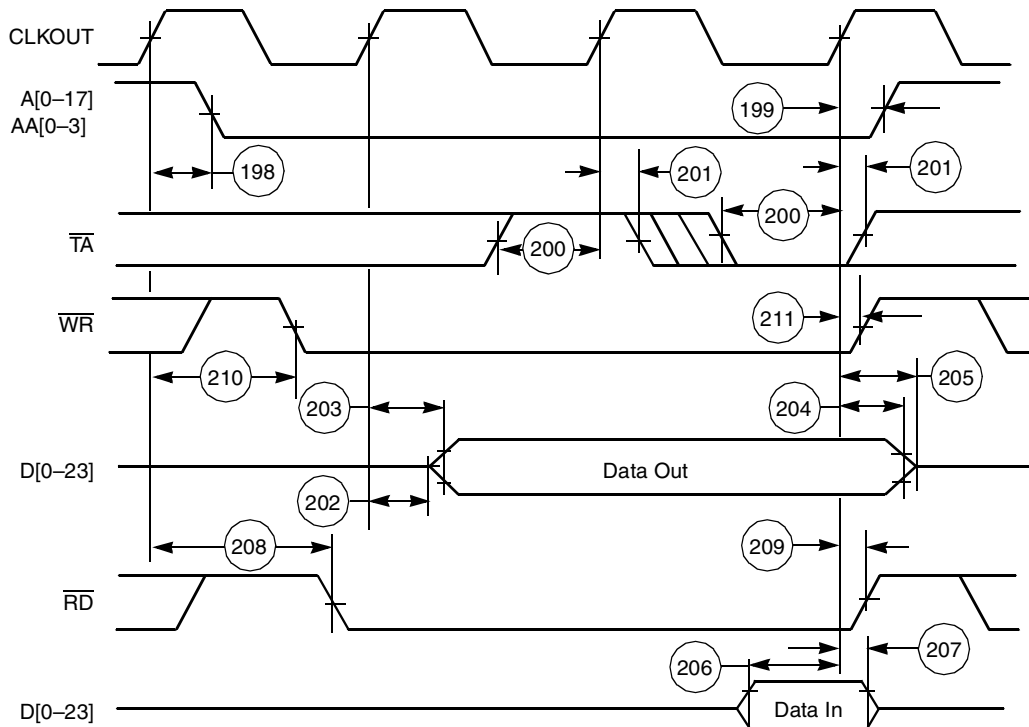 CLKOUT
A[0–17]
AA[0–3]
199
198
201
201
200
200
TA
WR
211
210
205
203
204
D[0–23]
Data Out
202
208
209
RD
206
207
D[0–23]
Data In